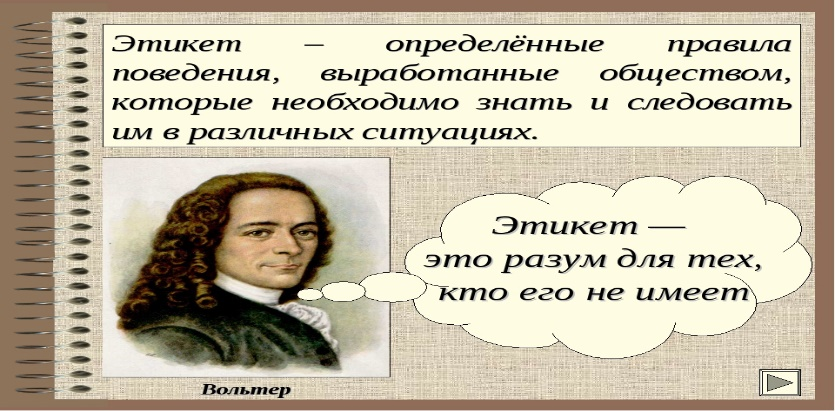 Этикет – определённые правила
поведения, выработанные обществом,
которые необходимо знать и следовать
им в различных ситуациях.
Этикет —
это разум для тех,
кто его не имеет
Вольтер